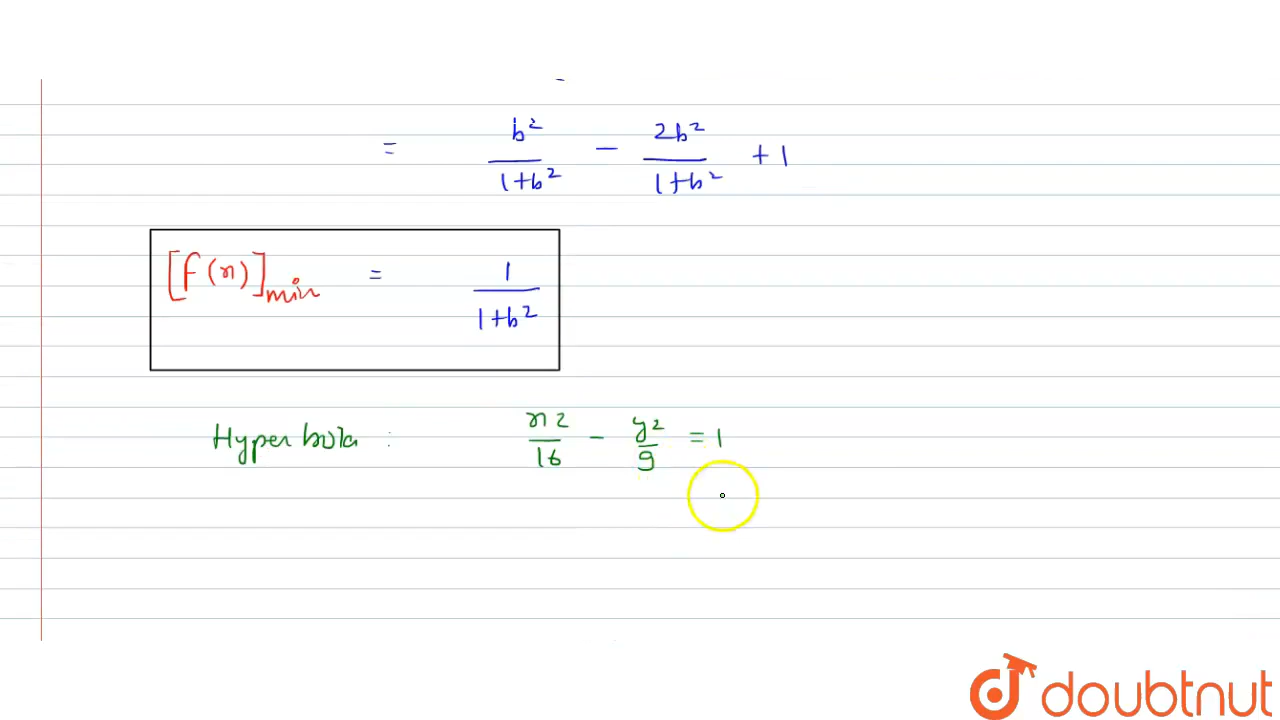 = b²/(1+b²) − 2b²/(1+b²) + 1
[f(x)]min = 1/(1+b²)
Hyperbola : x²/16 − y²/9 = 1
doubtnut